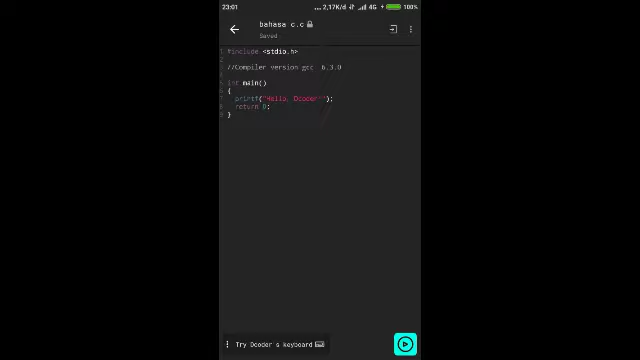 23:01 ... 2,17K/d 4G 100%
bahasa c.c
Saved
1 #include <stdio.h>
2
3 //Compiler version gcc 6.3.0
4
5 int main()
6 {
7 printf("Hello, Dcoder!");
8 return 0;
9 }
Try Dcoder's keyboard